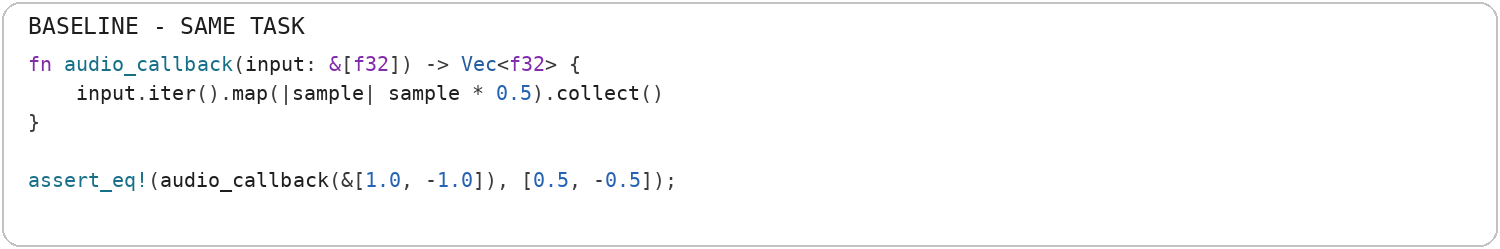 BASELINE - SAME TASK
fn audio_callback(input: &[f32]) -> Vec<f32> {
    input.iter().map(|sample| sample * 0.5).collect()
}

assert_eq!(audio_callback(&[1.0, -1.0]), [0.5, -0.5]);